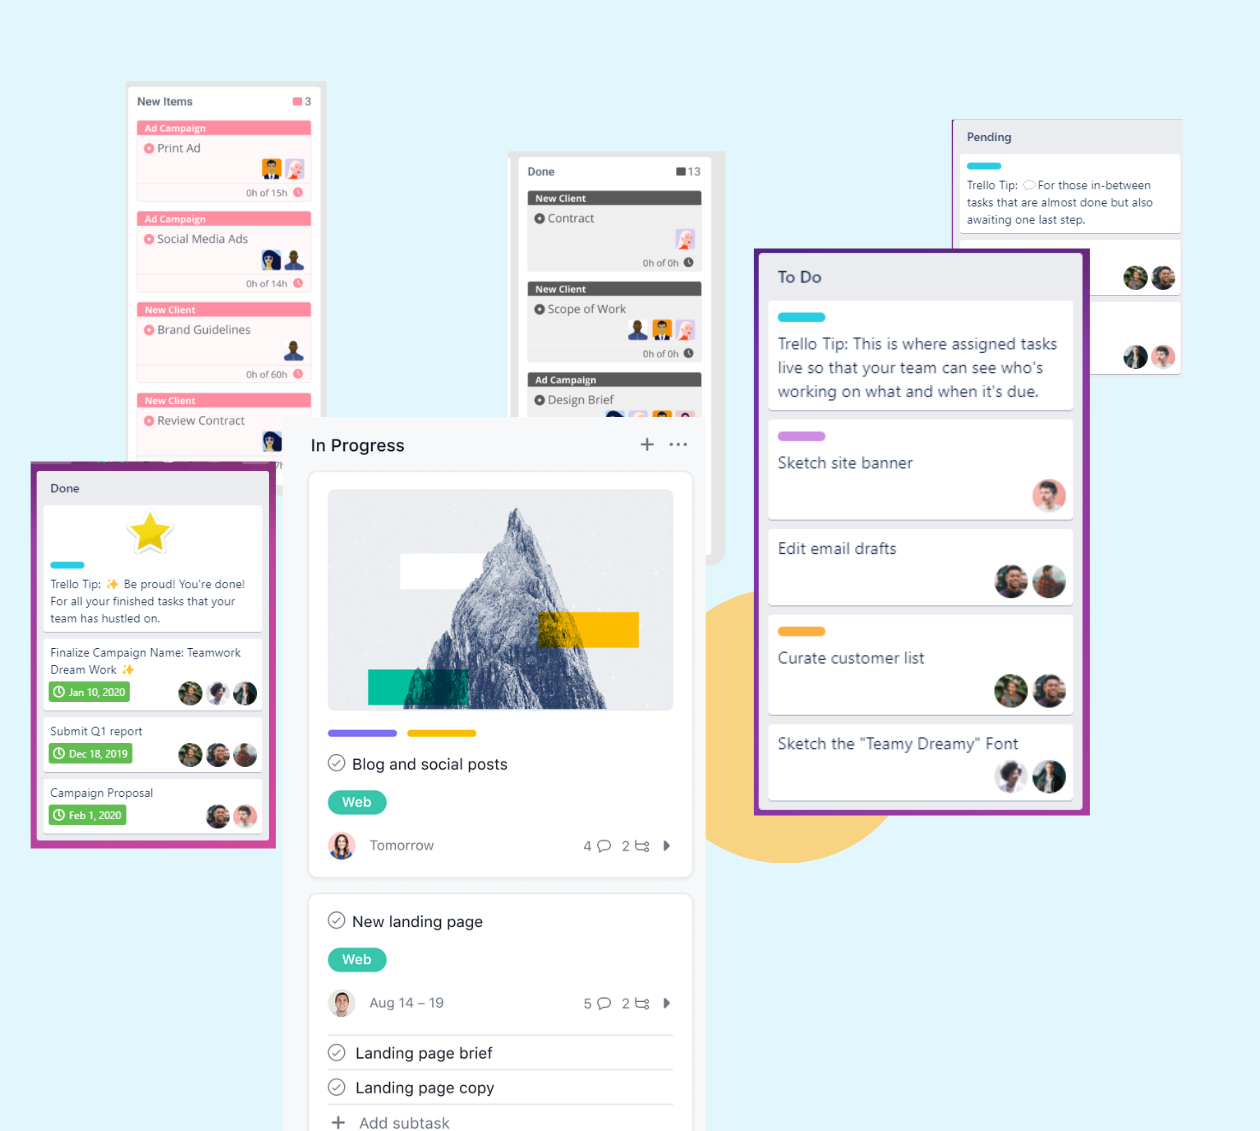 New Items
3
Ad Campaign
Print Ad
0h of 15h
Ad Campaign
Social Media Ads
0h of 14h
New Client
Brand Guidelines
0h of 60h
New Client
Review Contract
Done
13
New Client
Contract
0h of 0h
New Client
Scope of Work
0h of 0h
Ad Campaign
Design Brief
Pending
Trello Tip: 💬For those in-between
tasks that are almost done but also
awaiting one last step.
To Do
Trello Tip: This is where assigned tasks
live so that your team can see who's
working on what and when it's due.
Sketch site banner
Edit email drafts
Curate customer list
Sketch the "Teamy Dreamy" Font
Done
Trello Tip: ✨ Be proud! You're done!
For all your finished tasks that your
team has hustled on.
Finalize Campaign Name: Teamwork
Dream Work ✨
Jan 10, 2020
Submit Q1 report
Dec 18, 2019
Campaign Proposal
Feb 1, 2020
In Progress
Blog and social posts
Web
Tomorrow
4
2
New landing page
Web
Aug 14 – 19
5
2
Landing page brief
Landing page copy
Add subtask